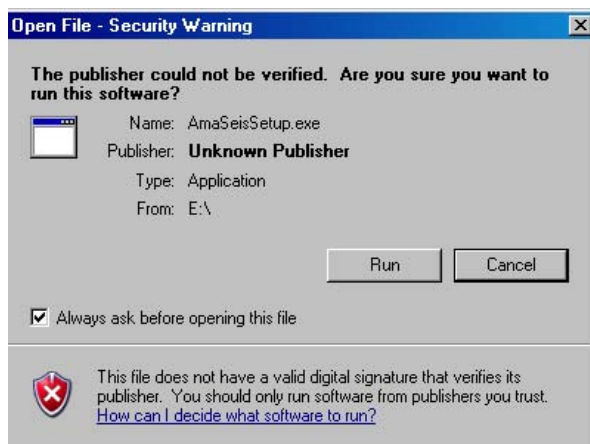 Open File - Security Warning
The publisher could not be verified.  Are you sure you want to
run this software?
Name: AmaSeisSetup.exe
Publisher: Unknown Publisher
Type: Application
From: E:\
Run Cancel
Always ask before opening this file
This file does not have a valid digital signature that verifies its
publisher.  You should only run software from publishers you trust.
How can I decide what software to run?